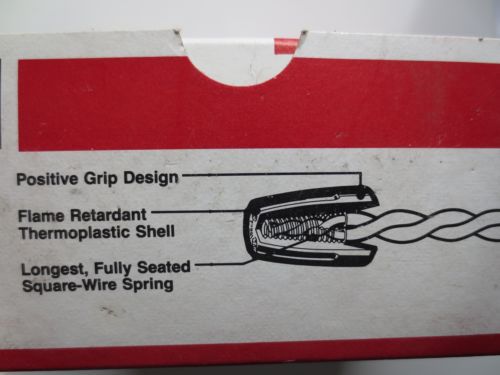 Positive Grip Design
Flame Retardant
Thermoplastic Shell
Longest, Fully Seated
Square-Wire Spring